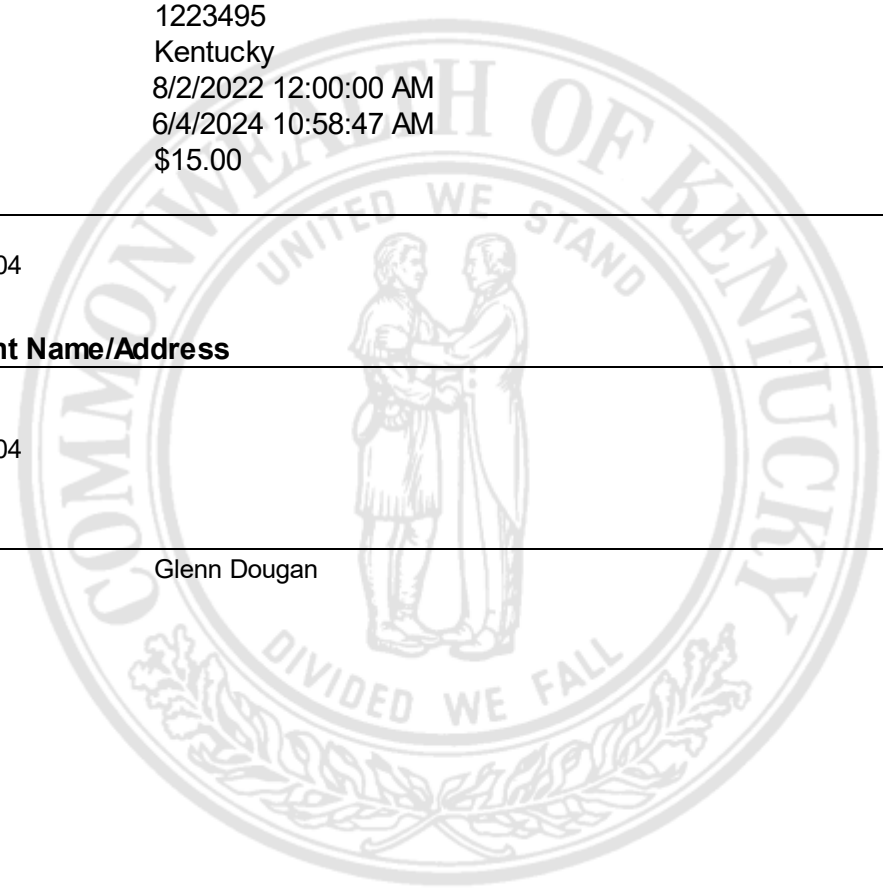 1223495
Kentucky
8/2/2022 12:00:00 AM
6/4/2024 10:58:47 AM
$15.00
COMMONWEALTH OF KENTUCKY
UNITED WE STAND
04
nt Name/Address
04
Glenn Dougan
DIVIDED WE FALL